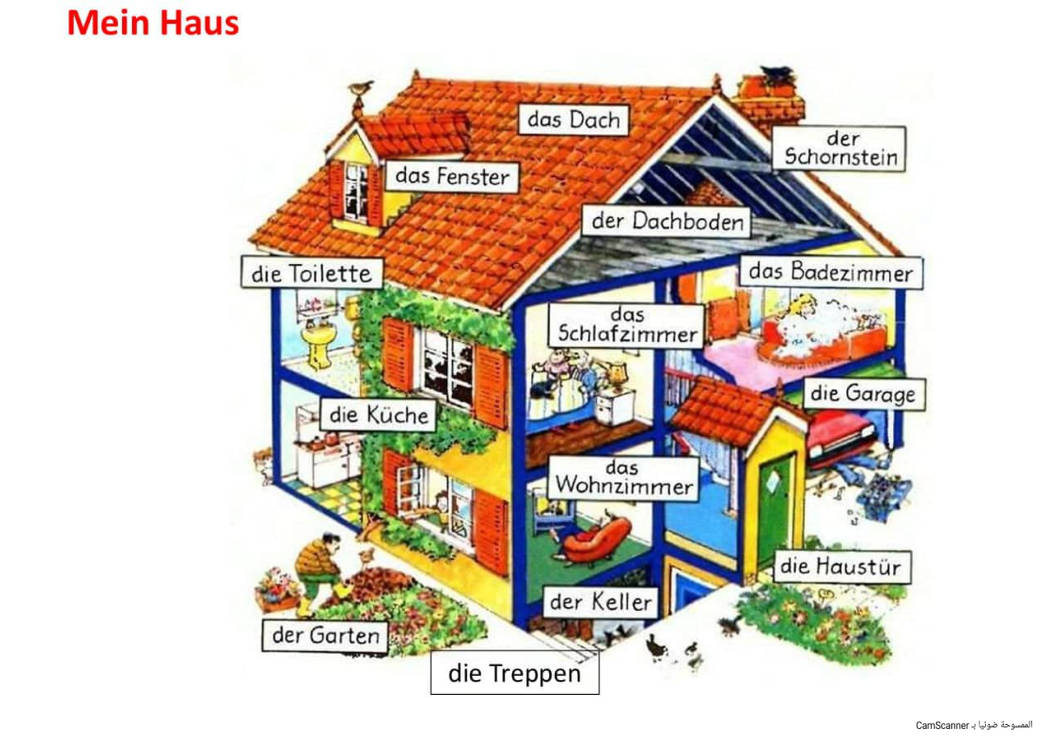 Mein Haus
das Dach
der
Schornstein
das Fenster
der Dachboden
die Toilette
das Badezimmer
das
Schlafzimmer
die Garage
die Küche
das
Wohnzimmer
die Haustür
der Keller
der Garten
die Treppen
الممسوحة ضوئيا بـ CamScanner